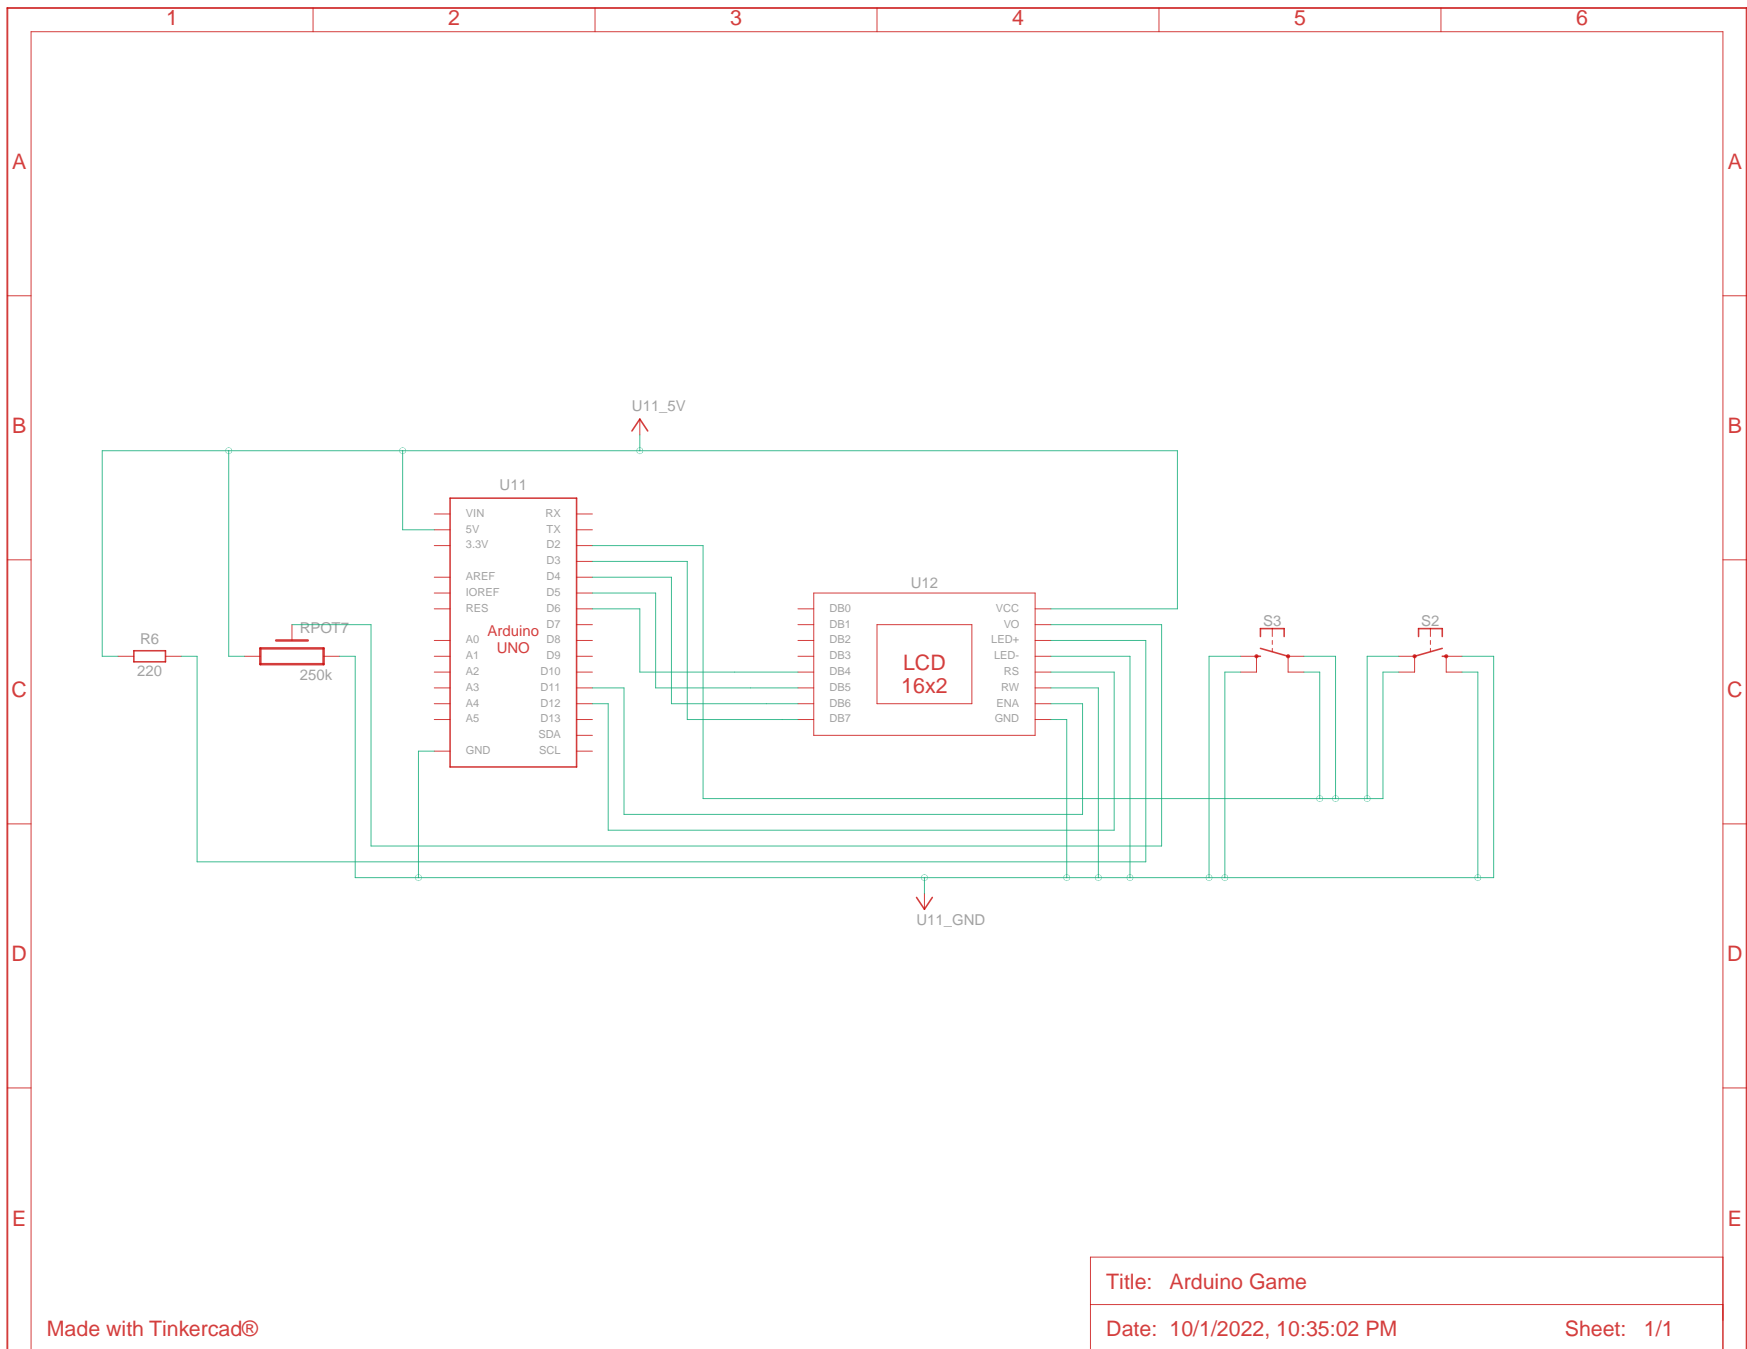 1 2 3 4 5 6
A A
B B
C C
D D
E E
U11_5V
U11
VIN RX
5V TX
3.3V D2
D3
AREF D4
IOREF D5
RES D6
D7
A0 D8
A1 D9
A2 D10
A3 D11
A4 D12
A5 D13
SDA
GND SCL
Arduino
UNO
R6
220
RPOT7
250k
U12
DB0 VCC
DB1 VO
DB2 LED+
DB3 LED-
DB4 RS
DB5 RW
DB6 ENA
DB7 GND
LCD
16x2
S3
S2
U11_GND
Title: Arduino Game
Made with Tinkercad®
Date: 10/1/2022, 10:35:02 PM Sheet: 1/1